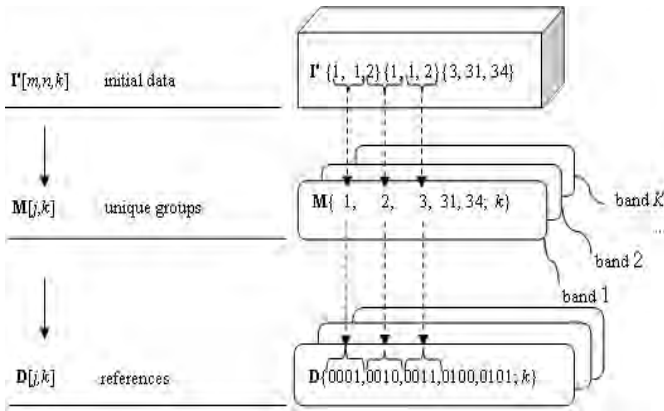 I'[m,n,k] initial data I' {1, 1,2}{1, 1, 2}{3, 31, 34}
M[j,k] unique groups M{ 1, 2, 3, 31, 34; k}
band K
...
band 2
band 1
D[j,k] references D{0001,0010,0011,0100,0101; k}